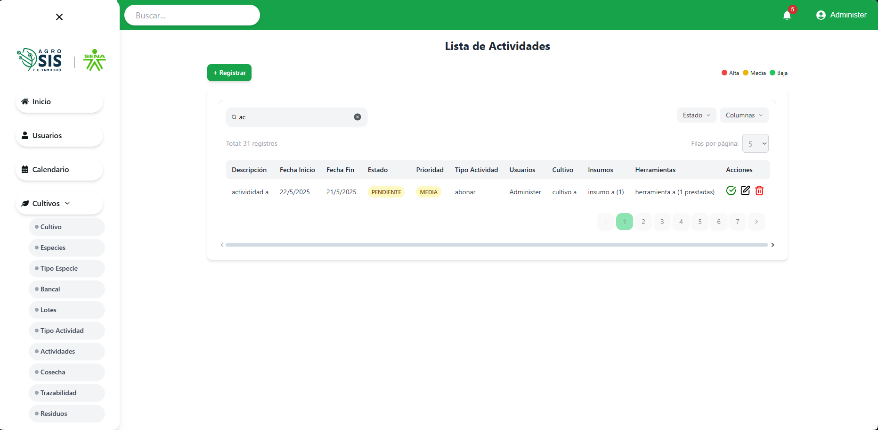 Buscar...
5
Administer
AGRO
SIS
SENA
Lista de Actividades
+ Registrar
Alta Media Baja
ac
Estado Columnas
Total: 31 registros
Filas por página: 5
Descripción Fecha Inicio Fecha Fin Estado Prioridad Tipo Actividad Usuarios Cultivo Insumos Herramientas Acciones
activididad a 22/5/2025 21/5/2025 PENDIENTE MEDIA abonar Administer cultivo a insumo a (1) herramienta a (1 prestadas)
1 2 3 4 5 6 7
Inicio
Usuarios
Calendario
Cultivos
Cultivo
Especies
Tipo Especie
Bancal
Lotes
Tipo Actividad
Actividades
Cosecha
Trazabilidad
Residuos